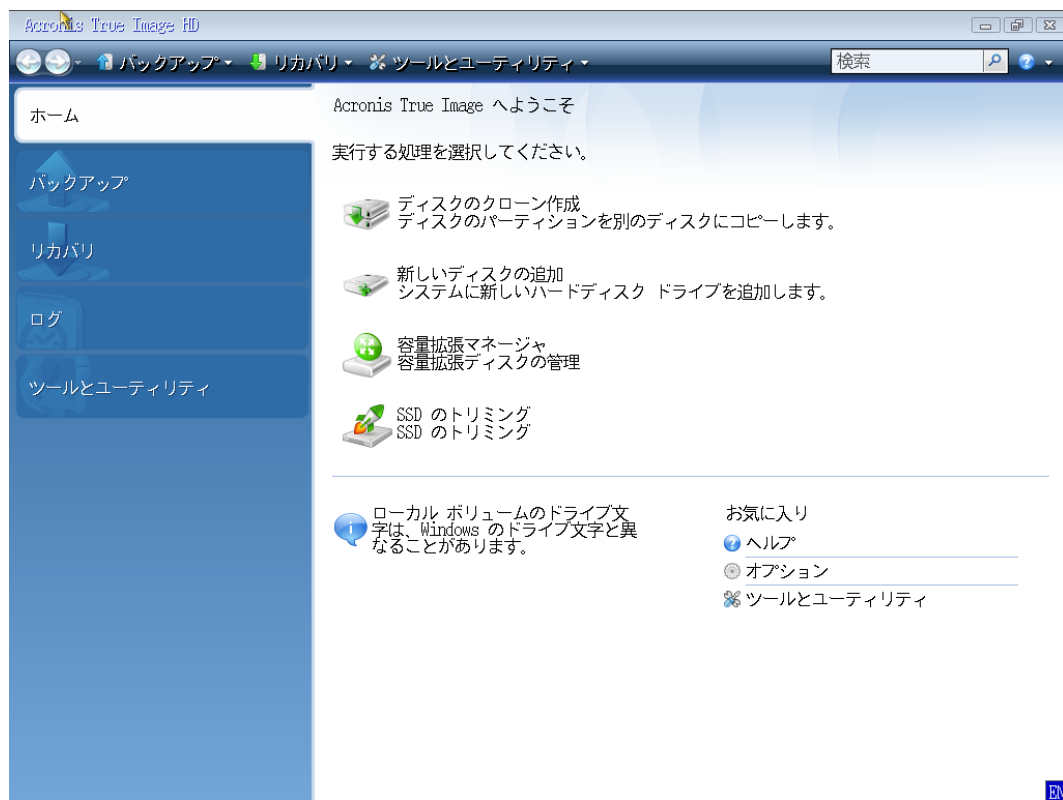 Acronis True Image HD
バックアップ リカバリ ツールとユーティリティ 検索
ホーム
バックアップ
リカバリ
ログ
ツールとユーティリティ
Acronis True Image へようこそ
実行する処理を選択してください。
ディスクのクローン作成
ディスクのパーティションを別のディスクにコピーします。
新しいディスクの追加
システムに新しいハードディスク ドライブを追加します。
容量拡張マネージャ
容量拡張ディスクの管理
SSD のトリミング
SSD のトリミング
ローカル ボリュームのドライブ文
字は、Windows のドライブ文字と異
なることがあります。
お気に入り
ヘルプ
オプション
ツールとユーティリティ
EN